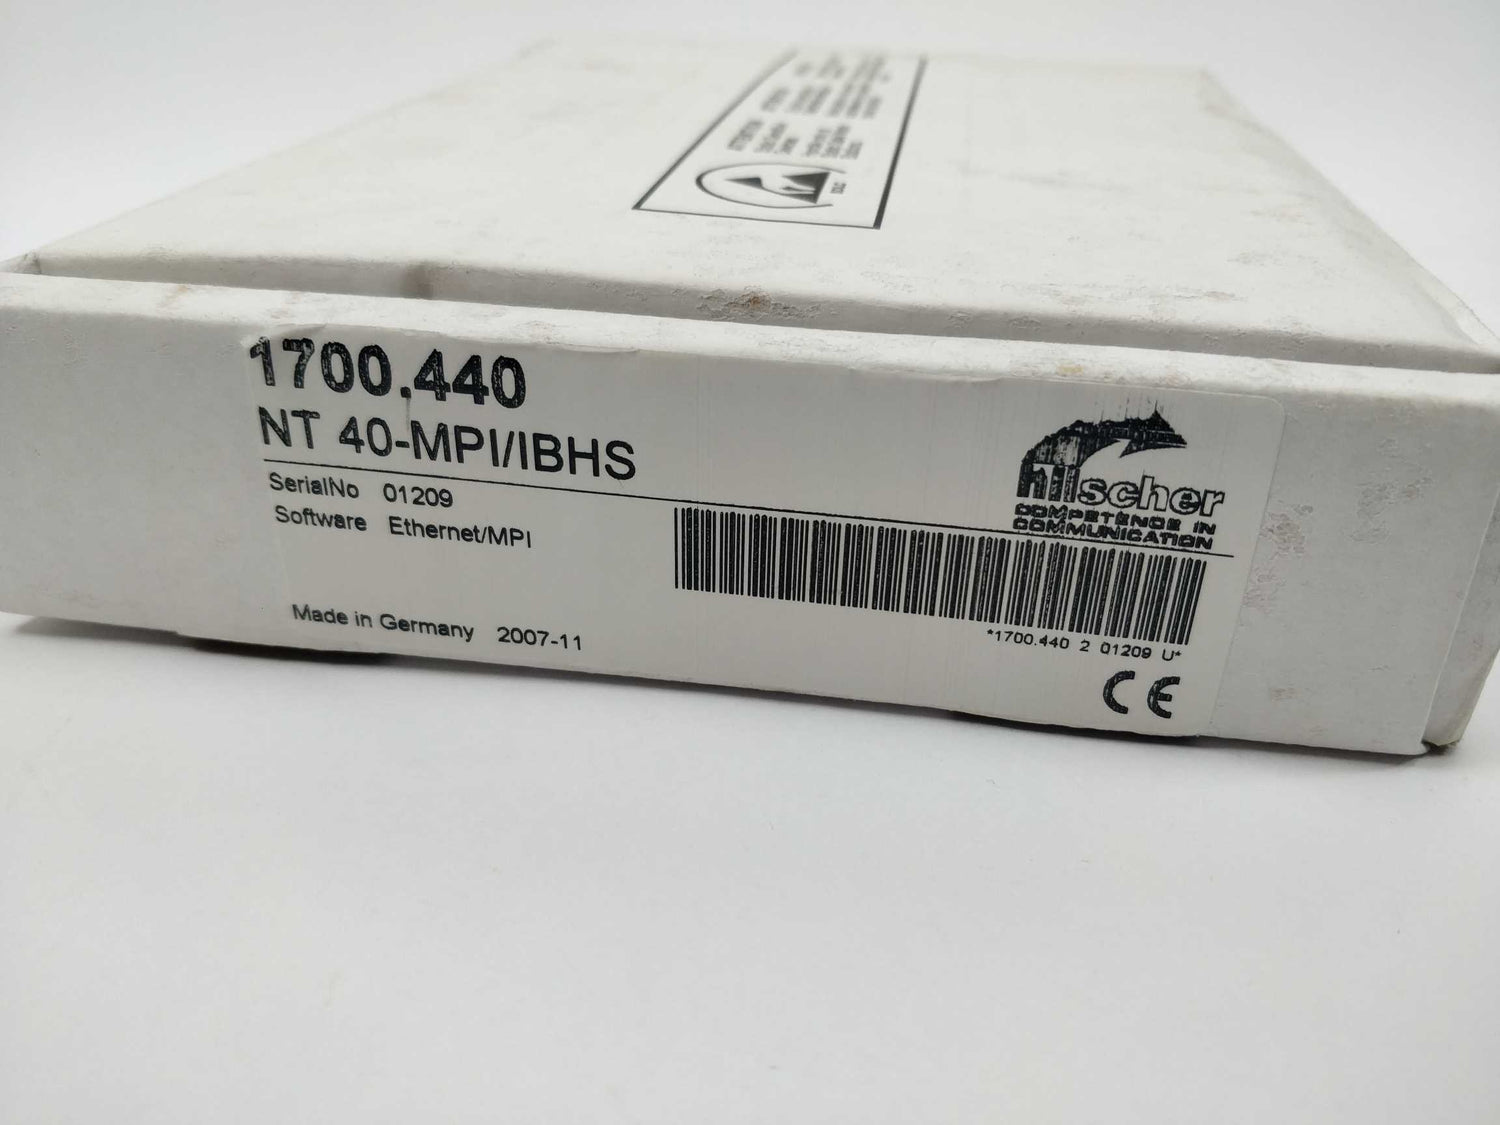 1700.440
NT 40-MPI/IBHS
SerialNo 01209
Software Ethernet/MPI
Made in Germany 2007-11
hilscher
COMPETENCE IN
COMMUNICATION
*1700.440 2 01209 U*
CE